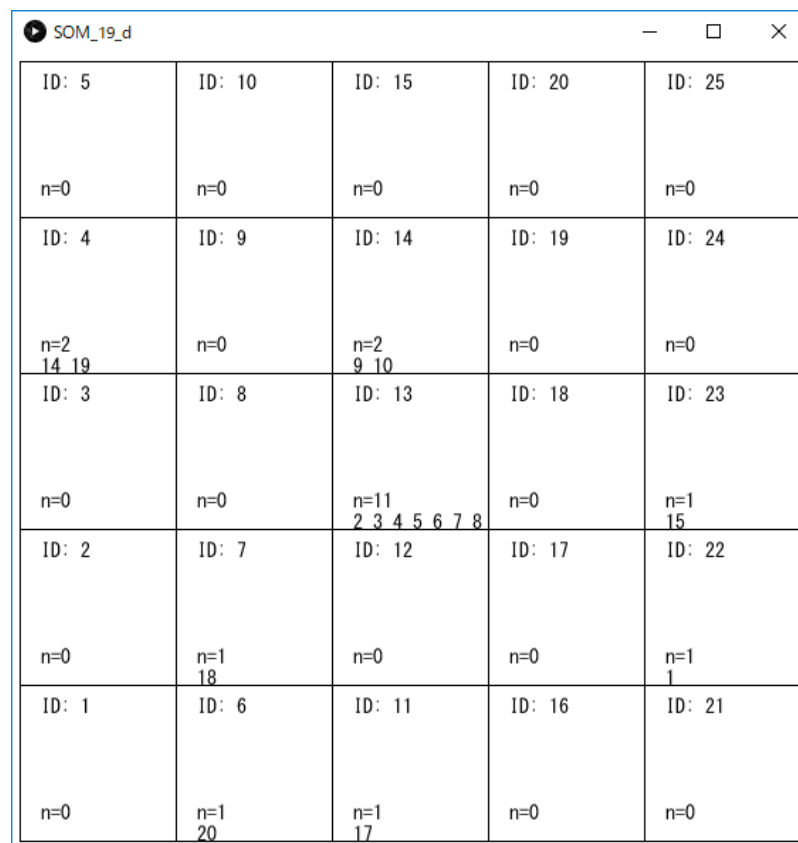 SOM_19_d
ID: 5 ID: 10 ID: 15 ID: 20 ID: 25
n=0 n=0 n=0 n=0 n=0
ID: 4 ID: 9 ID: 14 ID: 19 ID: 24
n=2 n=0 n=2 n=0 n=0
14 19 9 10
ID: 3 ID: 8 ID: 13 ID: 18 ID: 23
n=0 n=0 n=11 n=0 n=1
2 3 4 5 6 7 8 15
ID: 2 ID: 7 ID: 12 ID: 17 ID: 22
n=0 n=1 n=0 n=0 n=1
18 1
ID: 1 ID: 6 ID: 11 ID: 16 ID: 21
n=0 n=1 n=1 n=0 n=0
20 17